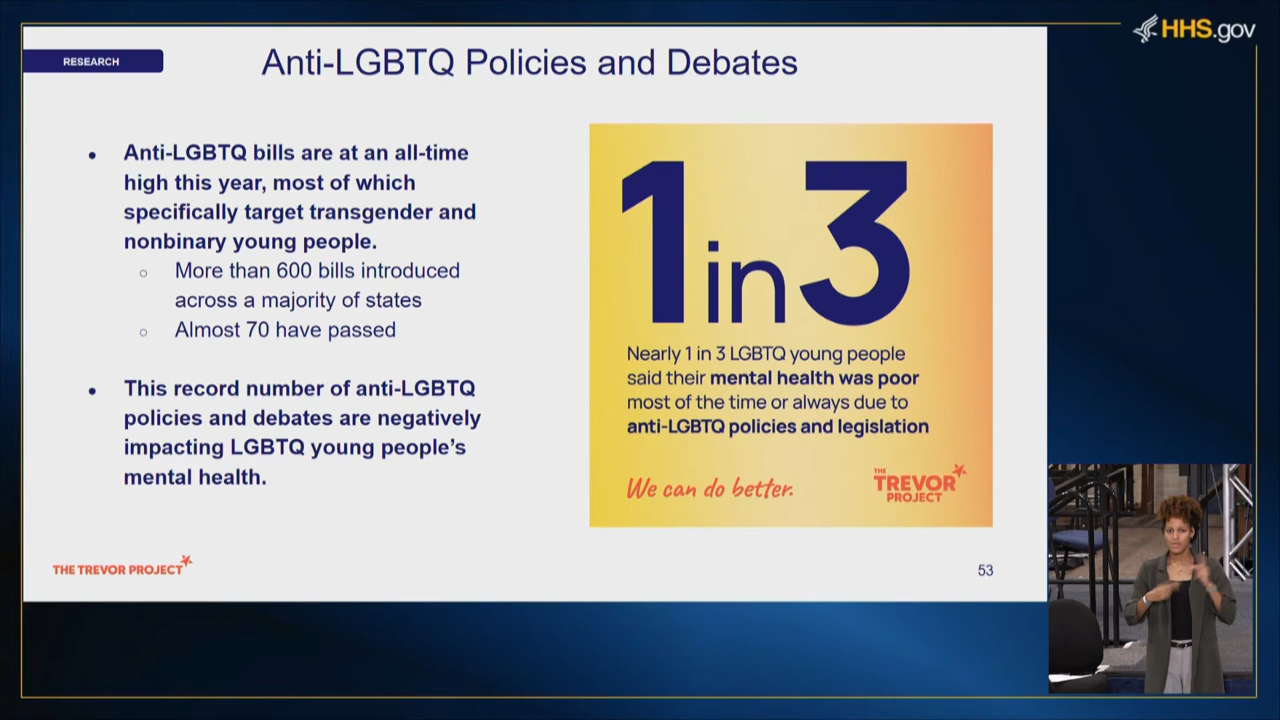 HHS.gov
RESEARCH
Anti-LGBTQ Policies and Debates
● Anti-LGBTQ bills are at an all-time
high this year, most of which
specifically target transgender and
nonbinary young people.
○ More than 600 bills introduced
across a majority of states
○ Almost 70 have passed
● This record number of anti-LGBTQ
policies and debates are negatively
impacting LGBTQ young people’s
mental health.
1 in 3
Nearly 1 in 3 LGBTQ young people
said their mental health was poor
most of the time or always due to
anti-LGBTQ policies and legislation
We can do better.
THE
TREVOR
PROJECT
THE TREVOR PROJECT
53